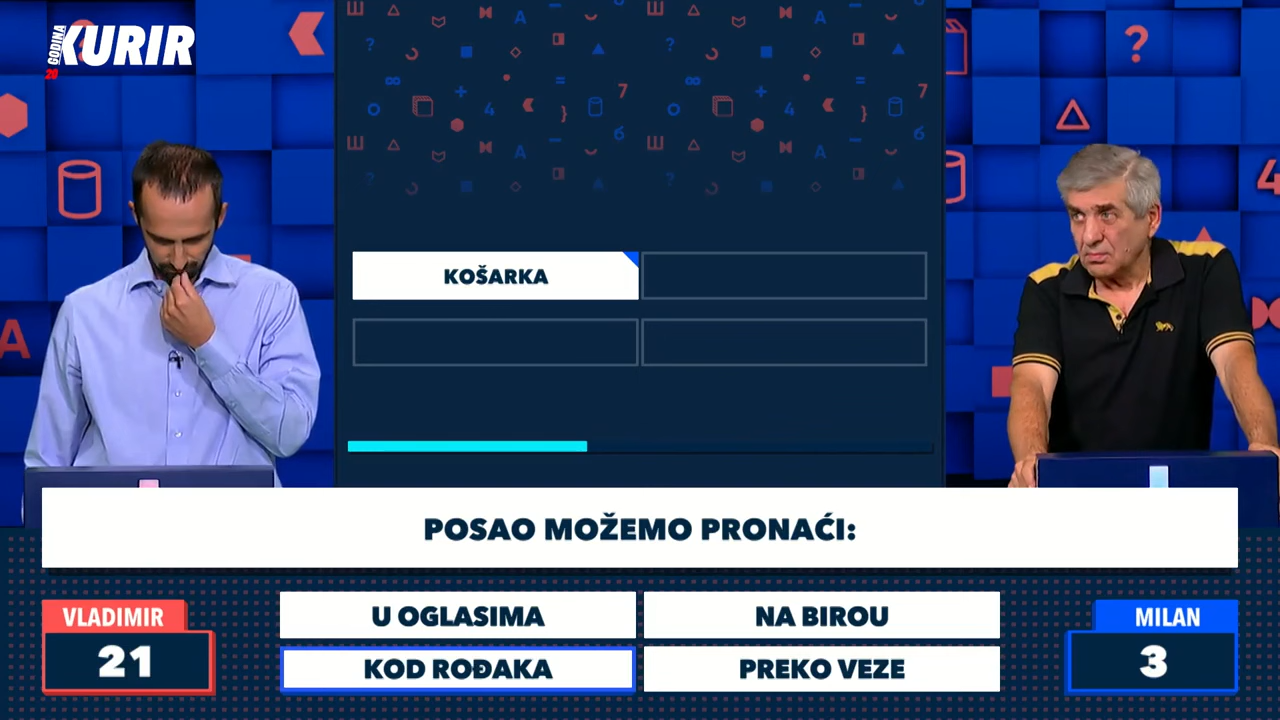 20 GODINA
KURIR
KOŠARKA
POSAO MOŽEMO PRONAĆI:
VLADIMIR
21
U OGLASIMA
NA BIROU
KOD ROĐAKA
PREKO VEZE
MILAN
3